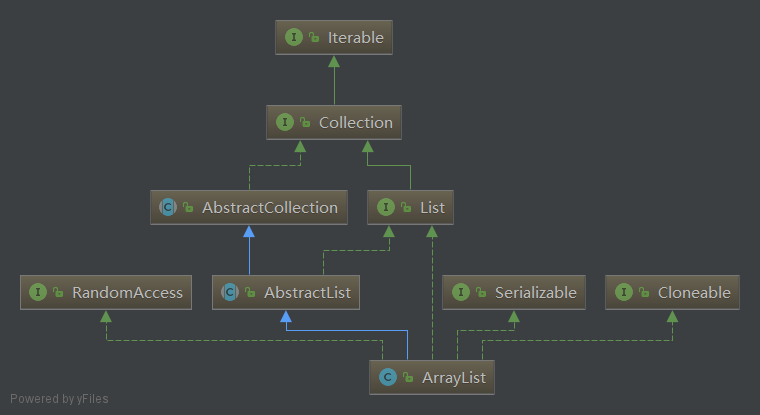 I Iterable
I Collection
C AbstractCollection
I List
I RandomAccess
C AbstractList
I Serializable
I Cloneable
C ArrayList
Powered by yFiles